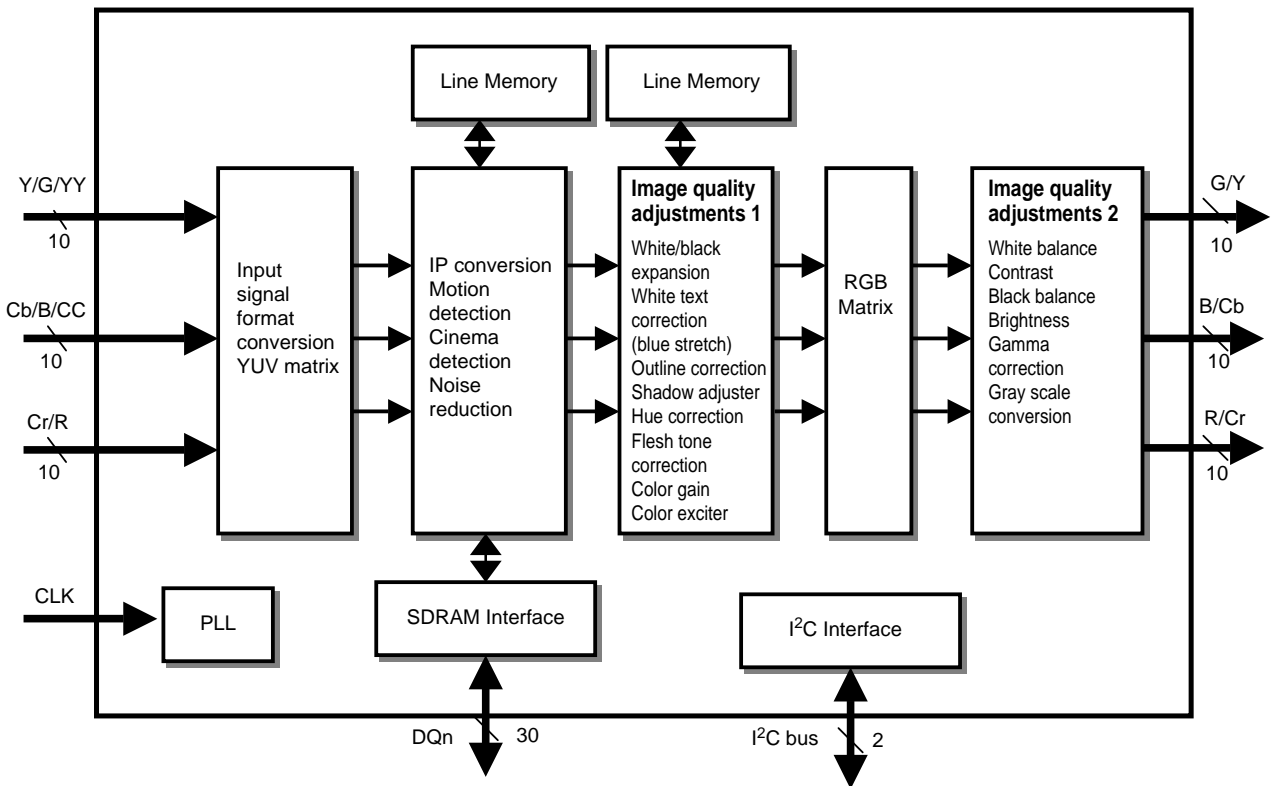 Line Memory
Line Memory
Y/G/YY
10
Cb/B/CC
10
Cr/R
10
CLK
Input
signal
format
conversion
YUV matrix
IP conversion
Motion
detection
Cinema
detection
Noise
reduction
Image quality
adjustments 1
White/black
expansion
White text
correction
(blue stretch)
Outline correction
Shadow adjuster
Hue correction
Flesh tone
correction
Color gain
Color exciter
RGB
Matrix
Image quality
adjustments 2
White balance
Contrast
Black balance
Brightness
Gamma
correction
Gray scale
conversion
G/Y
10
B/Cb
10
R/Cr
10
PLL
SDRAM Interface
I²C Interface
DQn
30
I²C bus
2